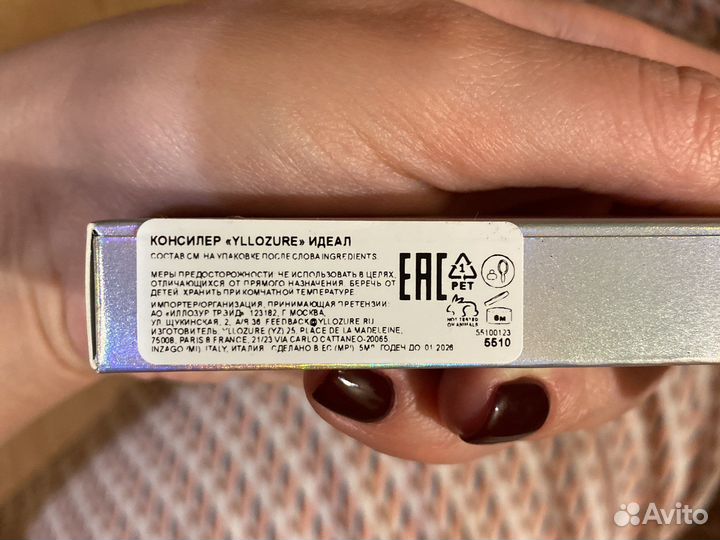 КОНСИЛЕР «YLLOZURE» ИДЕАЛ
СОСТАВ СМ. НА УПАКОВКЕ ПОСЛЕ СЛОВА INGREDIENTS.
МЕРЫ ПРЕДОСТОРОЖНОСТИ: НЕ ИСПОЛЬЗОВАТЬ В ЦЕЛЯХ,
ОТЛИЧАЮЩИХСЯ ОТ ПРЯМОГО НАЗНАЧЕНИЯ. БЕРЕЧЬ ОТ
ДЕТЕЙ. ХРАНИТЬ ПРИ КОМНАТНОЙ ТЕМПЕРАТУРЕ.
ИМПОРТЕР/ОРГАНИЗАЦИЯ, ПРИНИМАЮЩАЯ ПРЕТЕНЗИИ:
АО «ИЛЛОЗУР ТРЭЙД» 123182, Г. МОСКВА,
УЛ. ЩУКИНСКАЯ, 2, А/Я 36. FEEDBACK@YLLOZURE.RU
ИЗГОТОВИТЕЛЬ: YLLOZURE (YZ) 25, PLACE DE LA MADELEINE,
75008, PARIS 8 FRANCE, 21/23 VIA CARLO CATTANEO-20065,
INZAGO (MI), ITALY, ИТАЛИЯ. СДЕЛАНО В ЕС 5МЛ. ГОДЕН ДО 01.2026
EAC
1
PET
NOT TESTED
ON ANIMALS
6М
55100123
5510
Avito